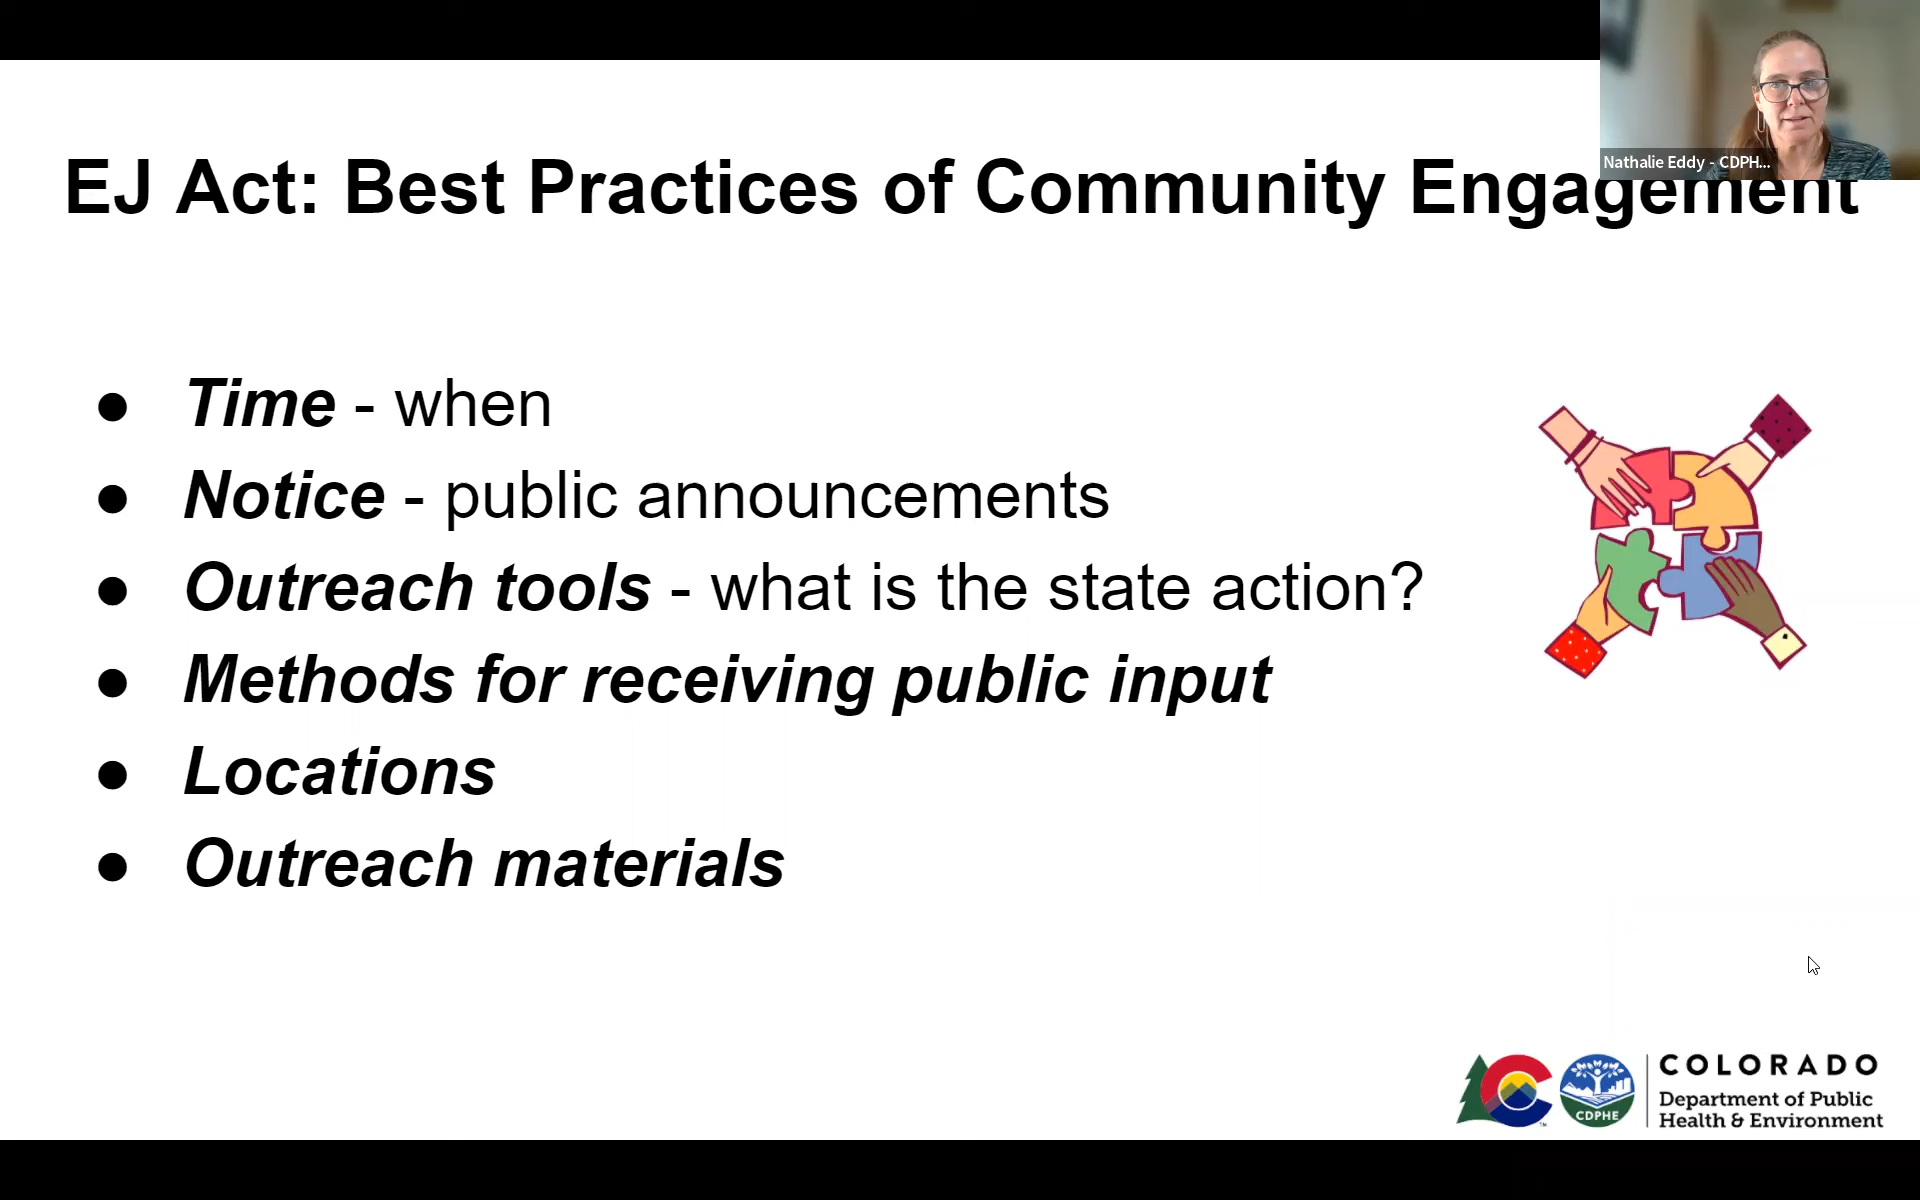 Nathalie Eddy - CDPH...
EJ Act: Best Practices of Community Engagement
● Time - when
● Notice - public announcements
● Outreach tools - what is the state action?
● Methods for receiving public input
● Locations
● Outreach materials
CDPHE
COLORADO
Department of Public
Health & Environment